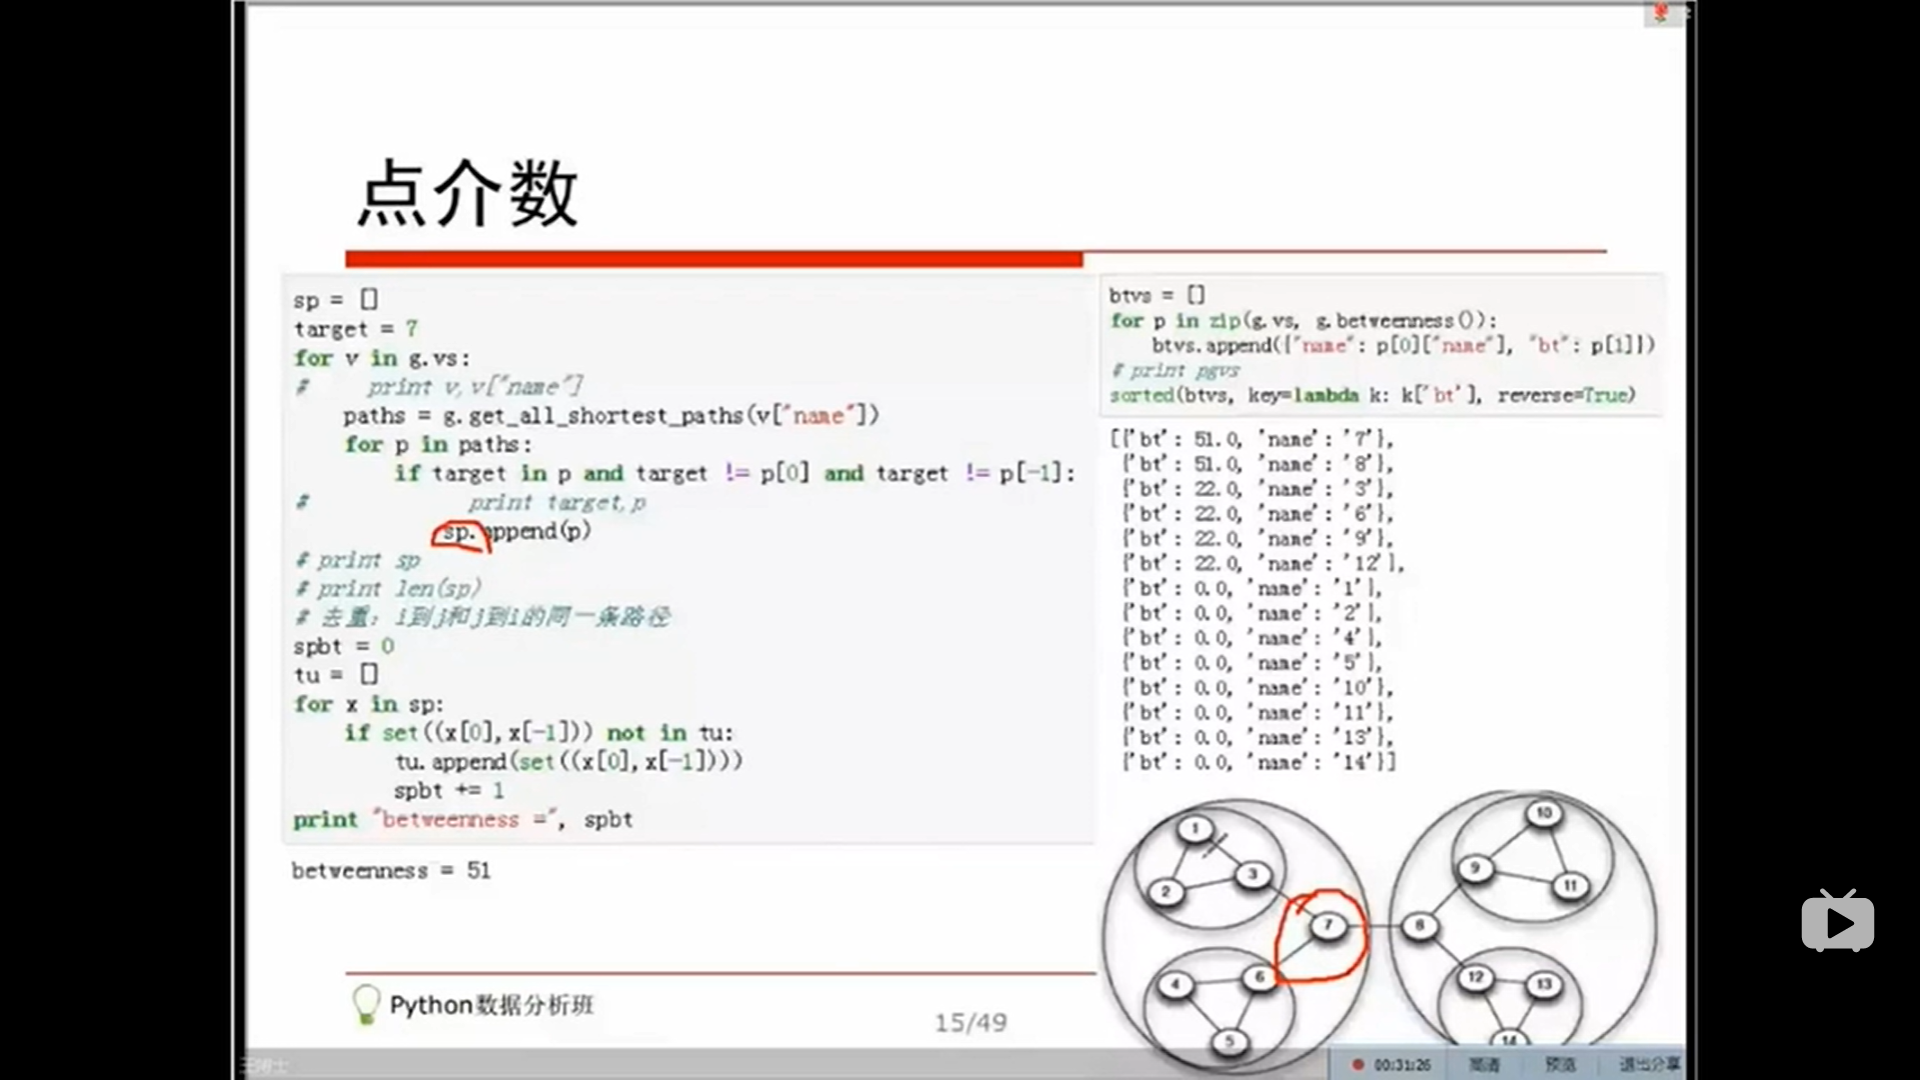 点介数
sp = []
target = 7
for v in g.vs:
#     print v,v["name"]
    paths = g.get_all_shortest_paths(v["name"])
    for p in paths:
        if target in p and target != p[0] and target != p[-1]:
#             print target,p
            sp.append(p)
# print sp
# print len(sp)
# 去重：i到j和j到i的同一条路径
spbt = 0
tu = []
for x in sp:
    if set((x[0],x[-1])) not in tu:
        tu.append(set((x[0],x[-1])))
        spbt += 1
print "betweenness =", spbt
betweenness = 51
btvs = []
for p in zip(g.vs, g.betweenness()):
    btvs.append({"name": p[0]["name"], "bt": p[1]})
# print pgvs
sorted(btvs, key=lambda k: k['bt'], reverse=True)
[{'bt': 51.0, 'name': '7'},
 {'bt': 51.0, 'name': '8'},
 {'bt': 22.0, 'name': '3'},
 {'bt': 22.0, 'name': '6'},
 {'bt': 22.0, 'name': '9'},
 {'bt': 22.0, 'name': '12'},
 {'bt': 0.0, 'name': '1'},
 {'bt': 0.0, 'name': '2'},
 {'bt': 0.0, 'name': '4'},
 {'bt': 0.0, 'name': '5'},
 {'bt': 0.0, 'name': '10'},
 {'bt': 0.0, 'name': '11'},
 {'bt': 0.0, 'name': '13'},
 {'bt': 0.0, 'name': '14'}]
1
2
3
7
4
6
5
8
10
9
11
12
13
14
Python数据分析班
15/49
00:31:26 高清 预览 退出分享